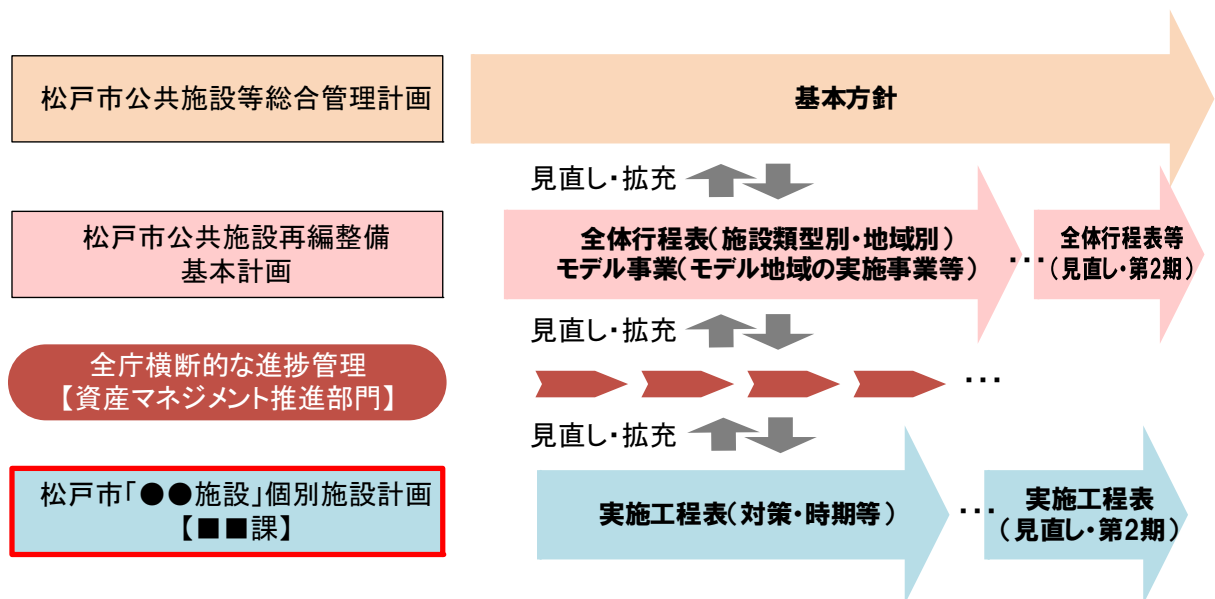 松戸市公共施設等総合管理計画
基本方針
見直し・拡充
松戸市公共施設再編整備
基本計画
全体行程表(施設類型別・地域別)
モデル事業(モデル地域の実施事業等)
…
全体行程表等
(見直し・第2期)
見直し・拡充
全庁横断的な進捗管理
【資産マネジメント推進部門】
…
見直し・拡充
松戸市「●●施設」個別施設計画
【■■課】
実施工程表(対策・時期等)
…
実施工程表
(見直し・第2期)